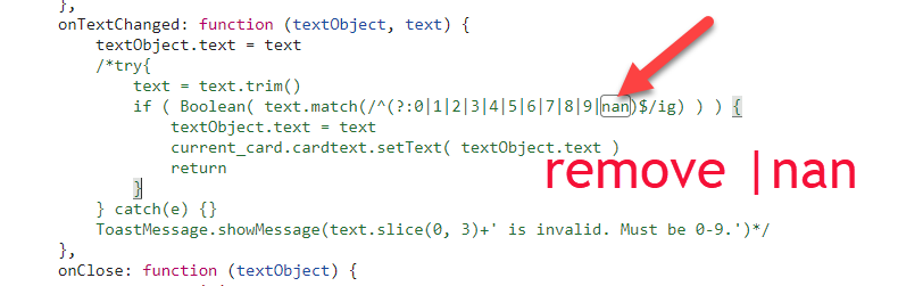 },
onTextChanged: function (textObject, text) {
textObject.text = text
/*try{
text = text.trim()
if ( Boolean( text.match(/^(?:0|1|2|3|4|5|6|7|8|9|nan)$/ig) ) ) {
textObject.text = text
current_card.cardtext.setText( textObject.text )
return
}
} catch(e) {}
ToastMessage.showMessage(text.slice(0, 3)+' is invalid. Must be 0-9.')*/
},
onClose: function (textObject) {
remove |nan